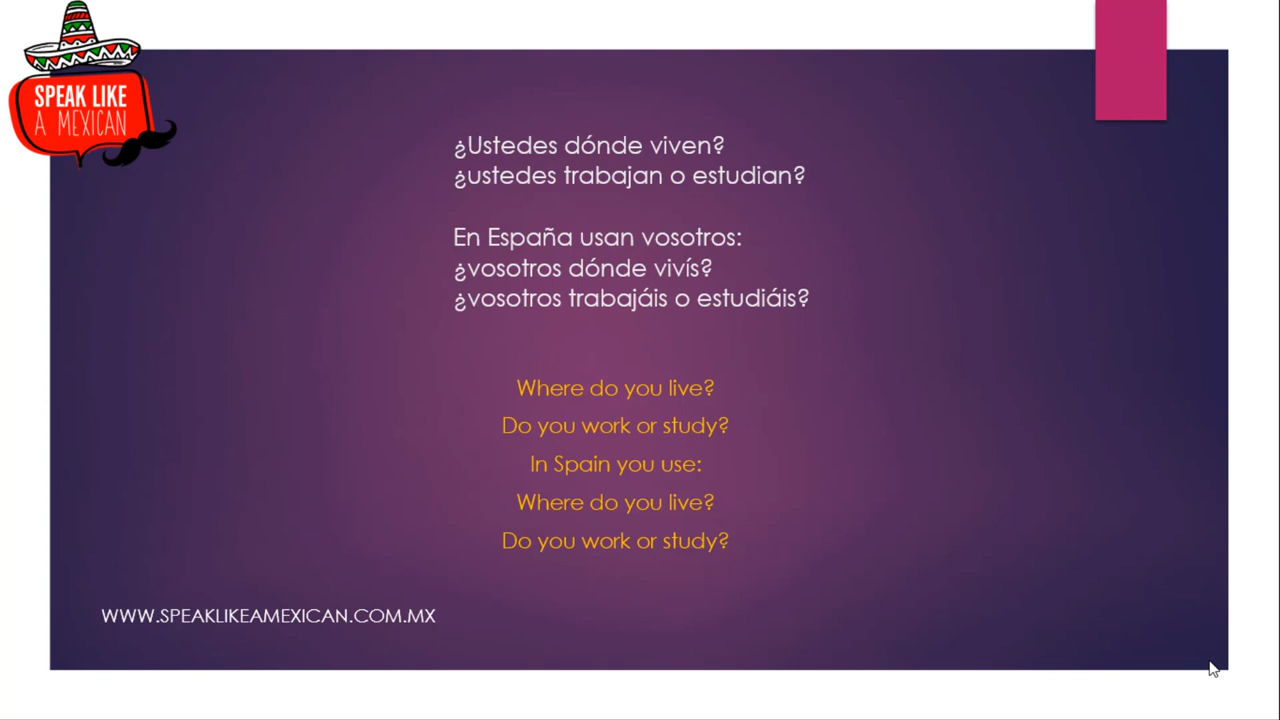 SPEAK LIKE
A MEXICAN
¿Ustedes dónde viven?
¿ustedes trabajan o estudian?
En España usan vosotros:
¿vosotros dónde vivís?
¿vosotros trabajáis o estudiáis?
Where do you live?
Do you work or study?
In Spain you use:
Where do you live?
Do you work or study?
WWW.SPEAKLIKEAMEXICAN.COM.MX